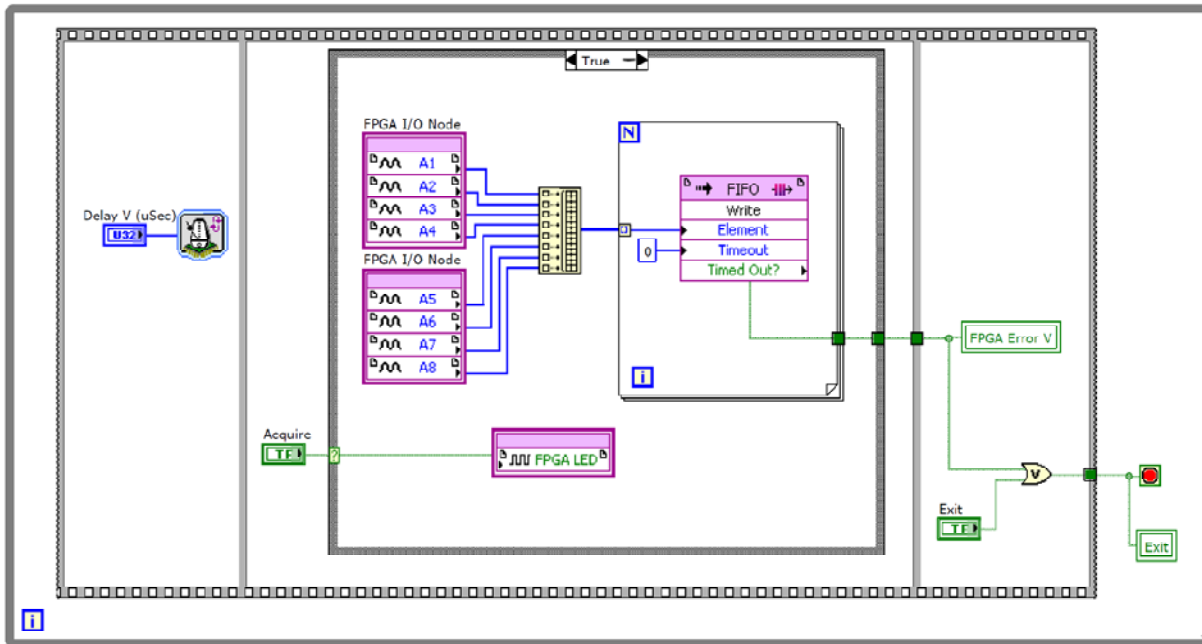 True
FPGA I/O Node
A1
A2
A3
A4
Delay V (uSec)
U32
FPGA I/O Node
A5
A6
A7
A8
N
FIFO
Write
Element
0
Timeout
Timed Out?
i
FPGA Error V
Acquire
TF
?
FPGA LED
V
Exit
TF
Exit
i